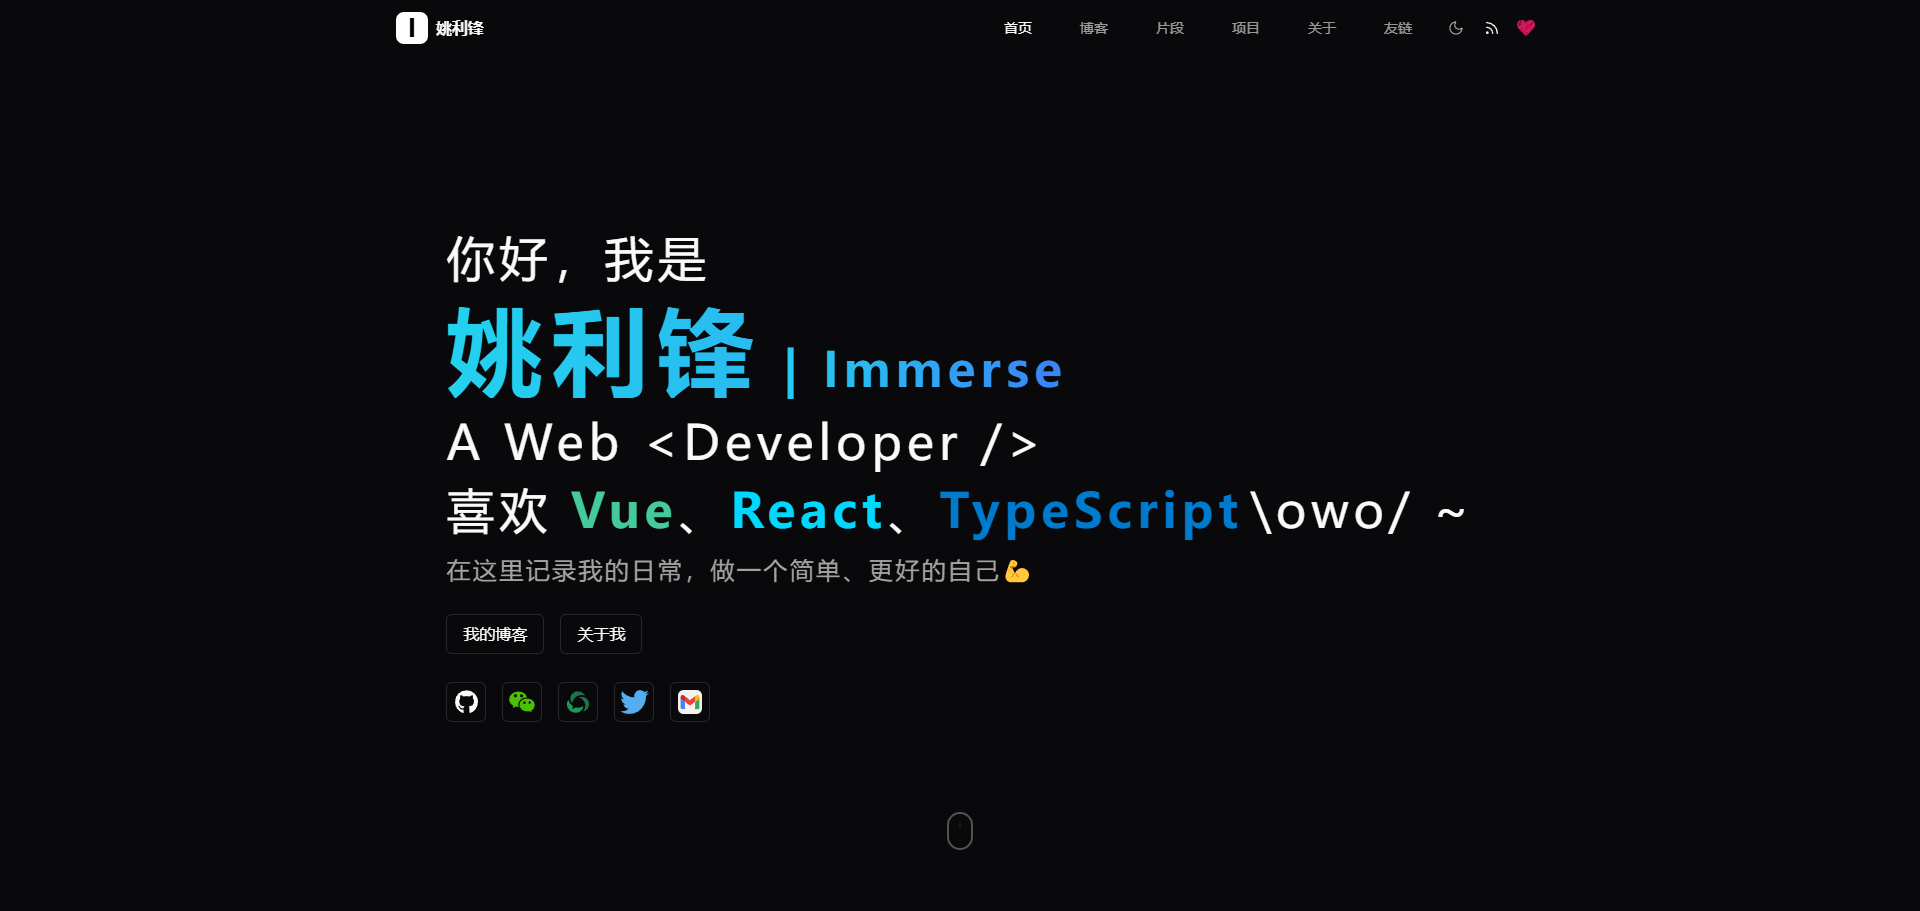 I 姚利锋
首页 博客 片段 项目 关于 友链
你好，我是
姚利锋 | Immerse
A Web <Developer />
喜欢 Vue、React、TypeScript\owo/ ~
在这里记录我的日常，做一个简单、更好的自己💪
我的博客 关于我